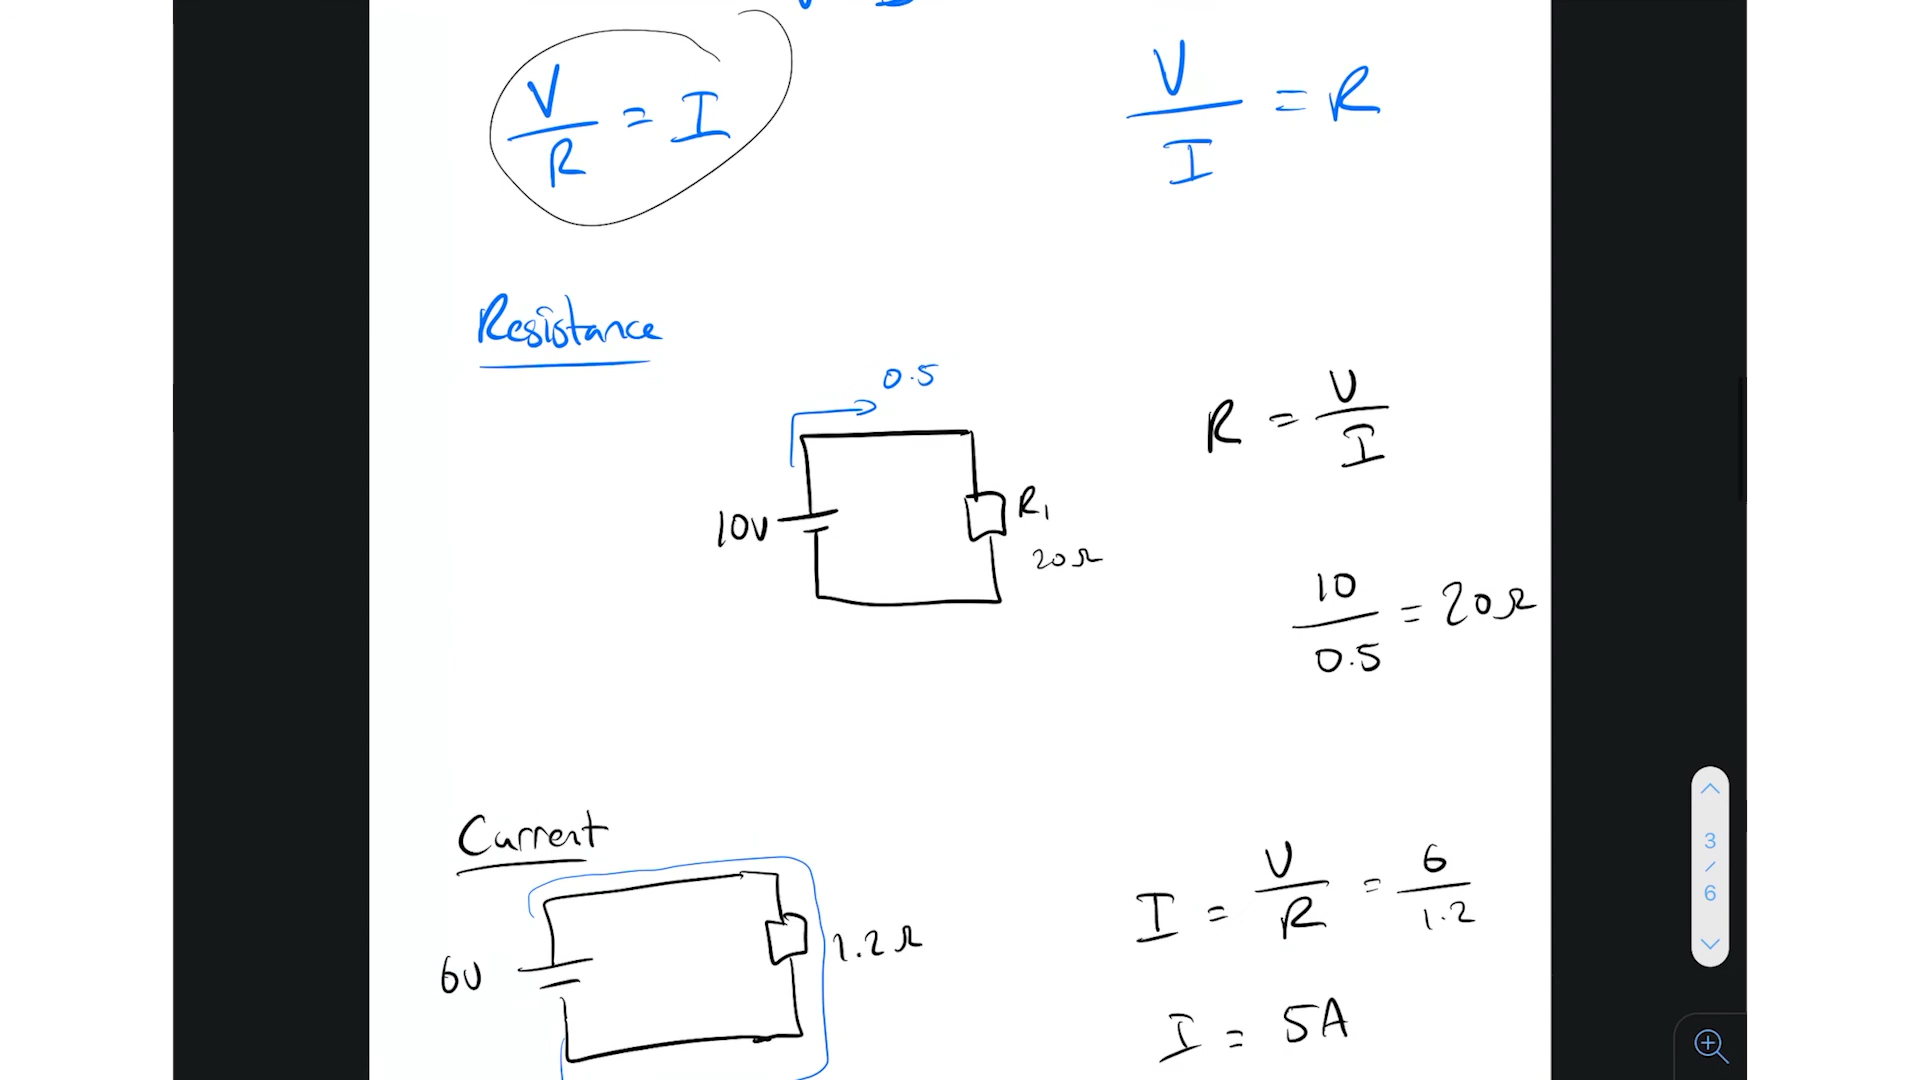 V/R = I
V/I = R
Resistance
0.5
R = V/I
10V
R1
20Ω
10/0.5 = 20Ω
Current
I = V/R = 6/1.2
6V
1.2Ω
I = 5A
3
/
6